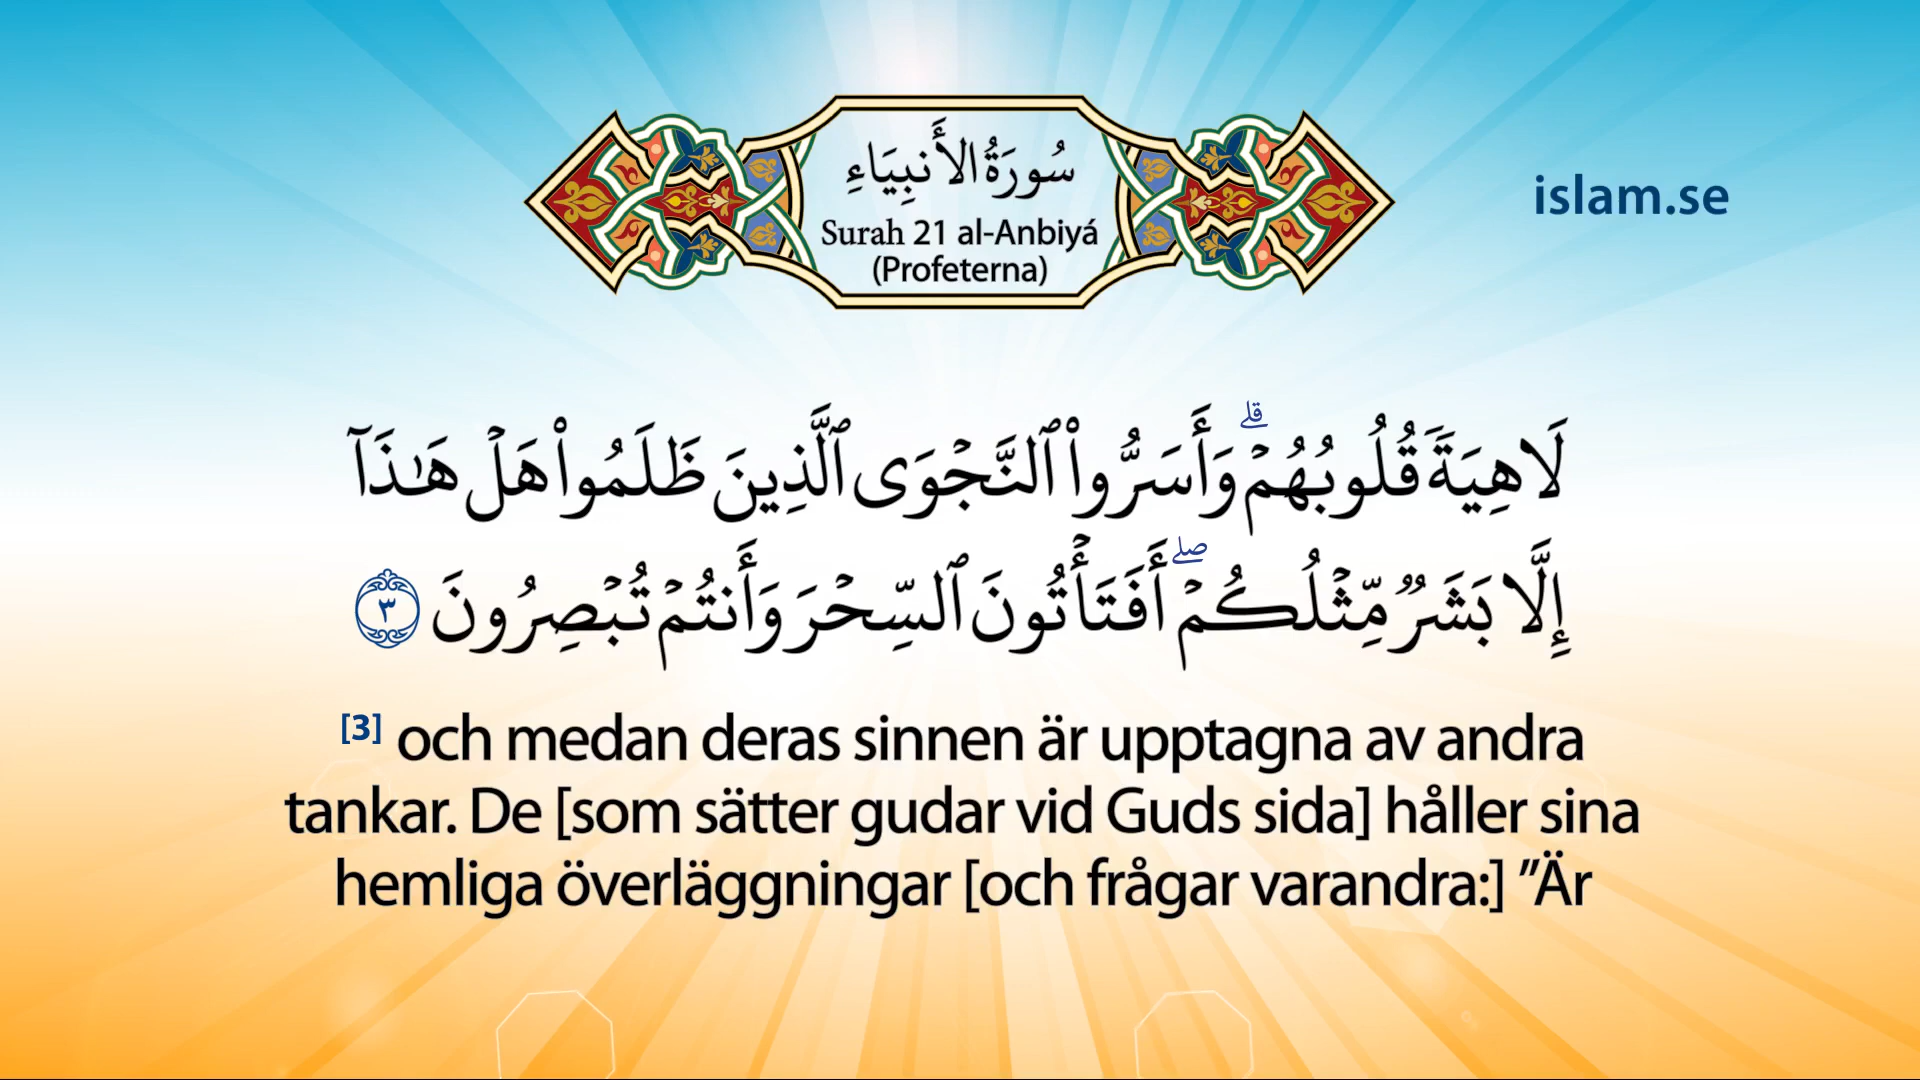 سُورَةُ الأَنبِيَاءِ
Surah 21 al-Anbiyá
(Profeterna)
islam.se
لَاهِيَةً قُلُوبُهُمْ ۗ وَأَسَرُّوا۟ ٱلنَّجْوَى ٱلَّذِينَ ظَلَمُوا۟ هَلْ هَـٰذَآ
إِلَّا بَشَرٌ مِّثْلُكُمْ ۖ أَفَتَأْتُونَ ٱلسِّحْرَ وَأَنتُمْ تُبْصِرُونَ ٣
[3] och medan deras sinnen är upptagna av andra
tankar. De [som sätter gudar vid Guds sida] håller sina
hemliga överläggningar [och frågar varandra:] ”Är